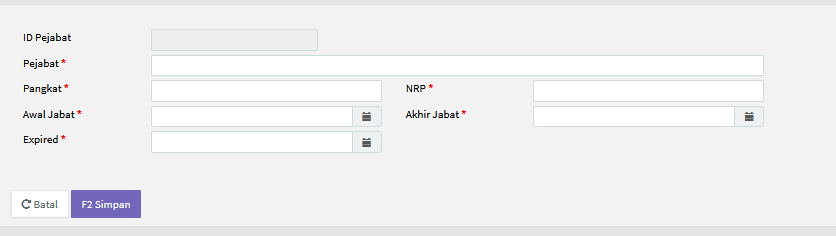 ID Pejabat
Pejabat *
Pangkat * NRP *
Awal Jabat * Akhir Jabat *
Expired *
Batal F2 Simpan